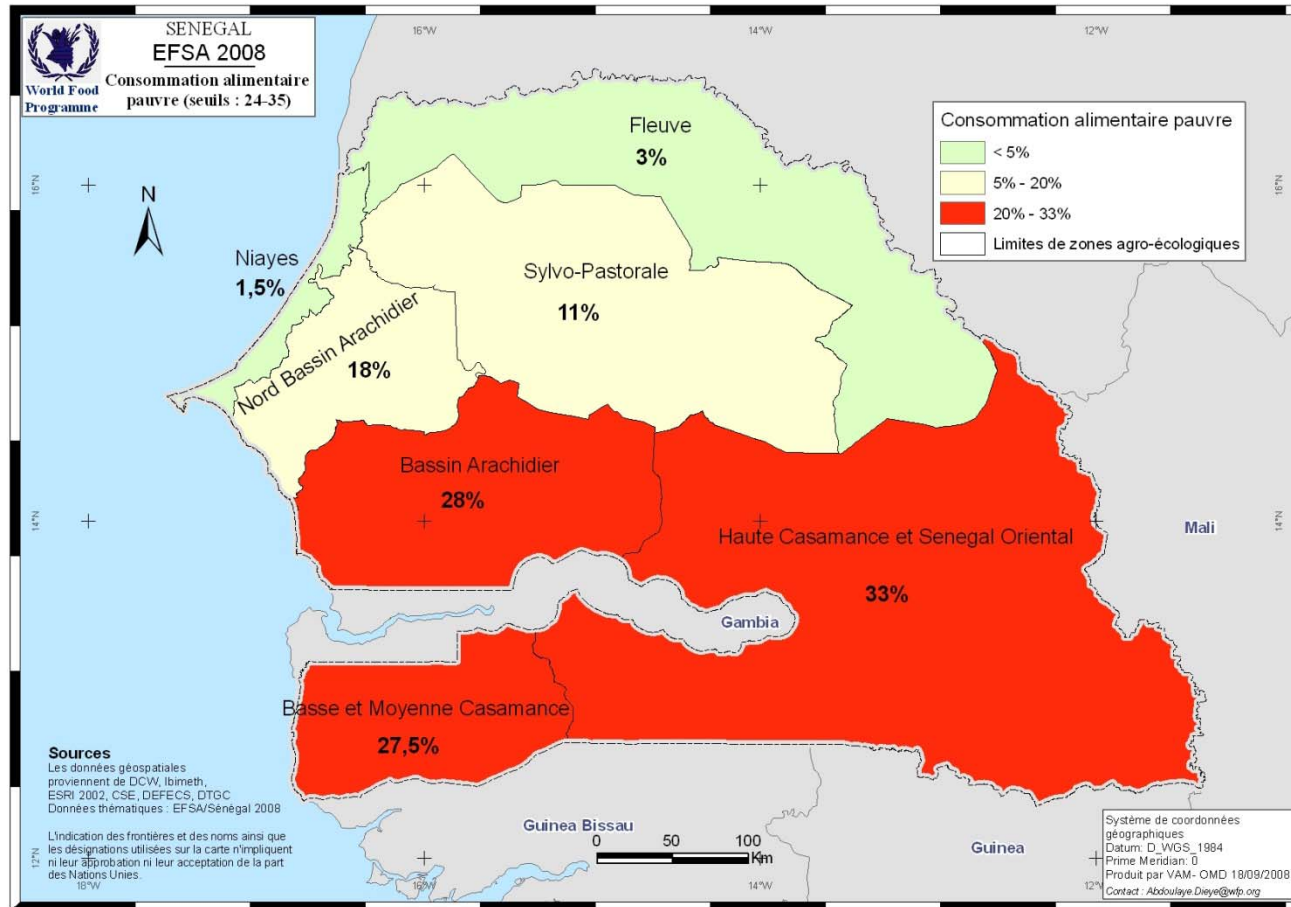 World Food
Programme
SENEGAL
EFSA 2008
Consommation alimentaire
pauvre (seuils : 24-35)
16°W
14°W
12°W
Consommation alimentaire pauvre
< 5%
5% - 20%
20% - 33%
Limites de zones agro-écologiques
16°N
16°N
N
Fleuve
3%
Niayes
1,5%
Sylvo-Pastorale
11%
Nord Bassin Arachidier
18%
Bassin Arachidier
28%
14°N
14°N
Haute Casamance et Senegal Oriental
33%
Mali
Gambia
Basse et Moyenne Casamance
27,5%
Sources
Les données géospatiales
proviennent de DCW, Ibimeth,
ESRI 2002, CSE, DEFECS, DTGC
Données thématiques : EFSA/Sénégal 2008
L'indication des frontières et des noms ainsi que
les désignations utilisées sur la carte n'impliquent
ni leur approbation ni leur acceptation de la part
des Nations Unies.
Guinea Bissau
Guinea
0 50 100
Km
Système de coordonnées
géographiques
Datum: D_WGS_1984
Prime Meridian: 0
Produit par VAM- OMD 18/09/2008
Contact : Abdoulaye.Dieye@wfp.org
12°N
12°N
18°W
16°W
14°W
12°W